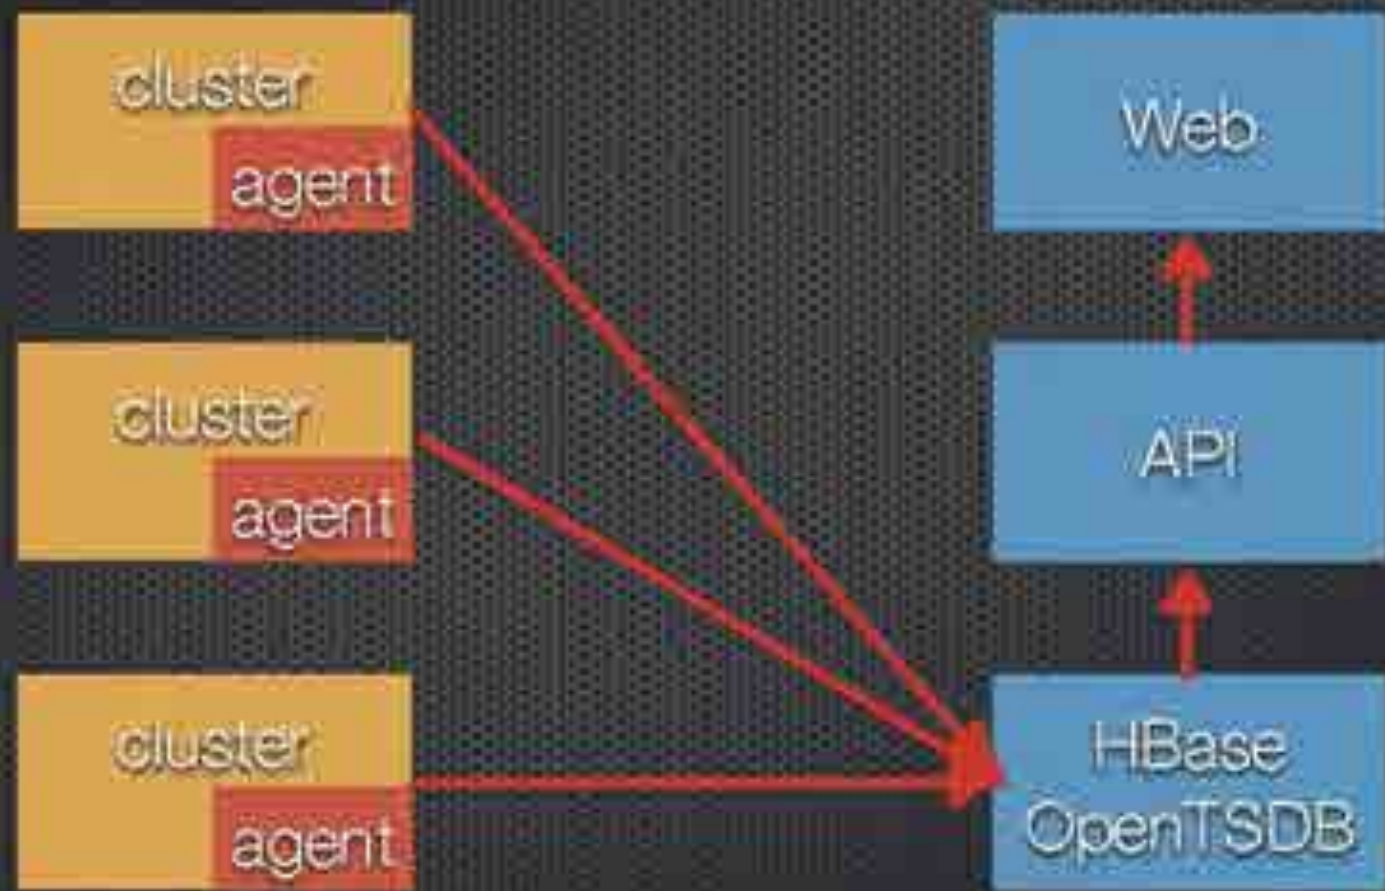 cluster
agent
cluster
agent
cluster
agent
Web
API
HBase
OpenTSDB